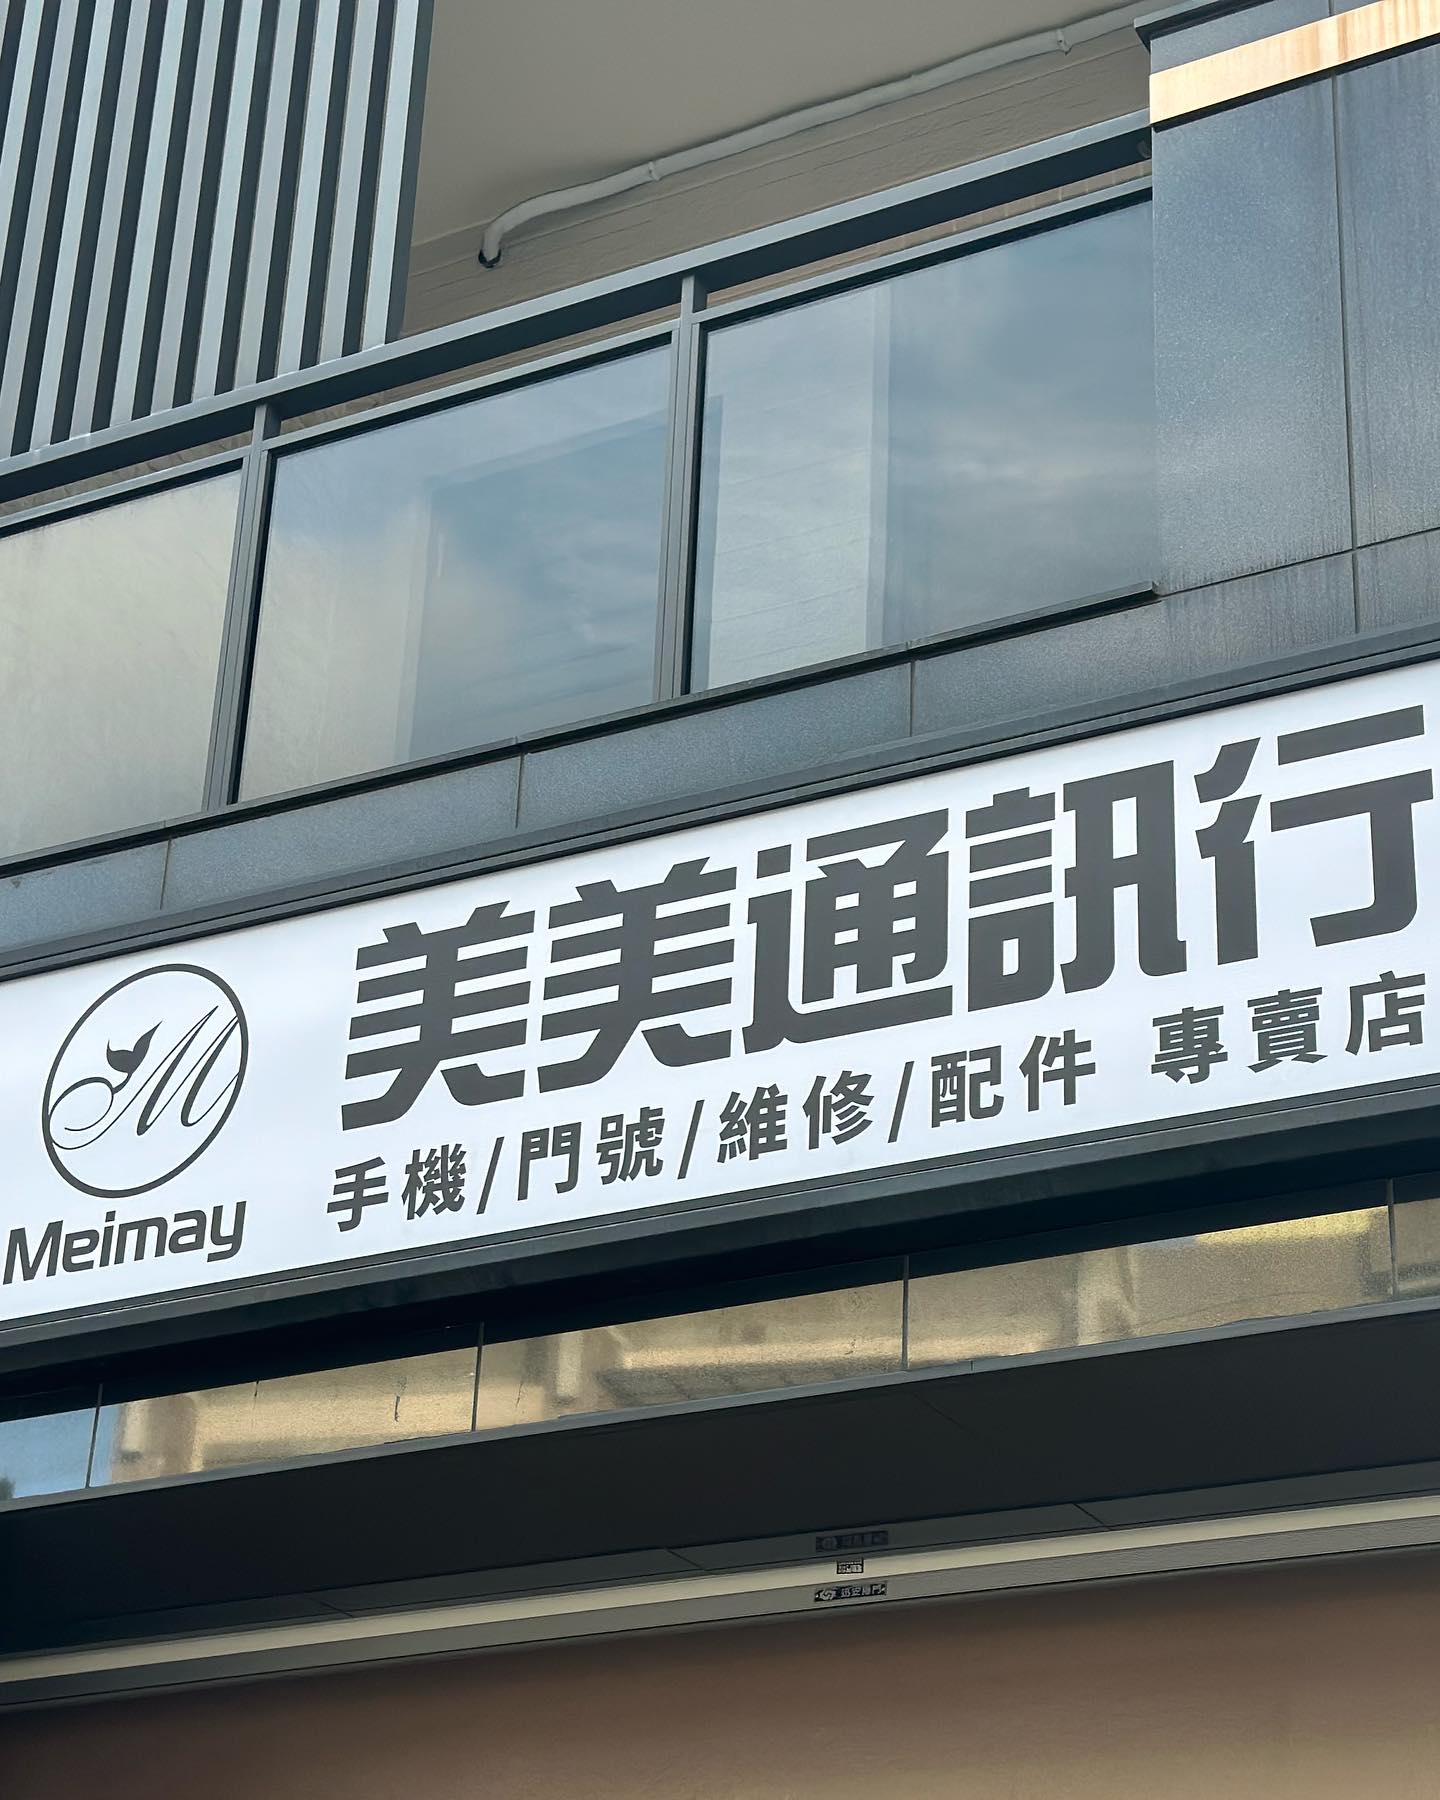 美美通訊行
手機/門號/維修/配件 專賣店
M
Meimay